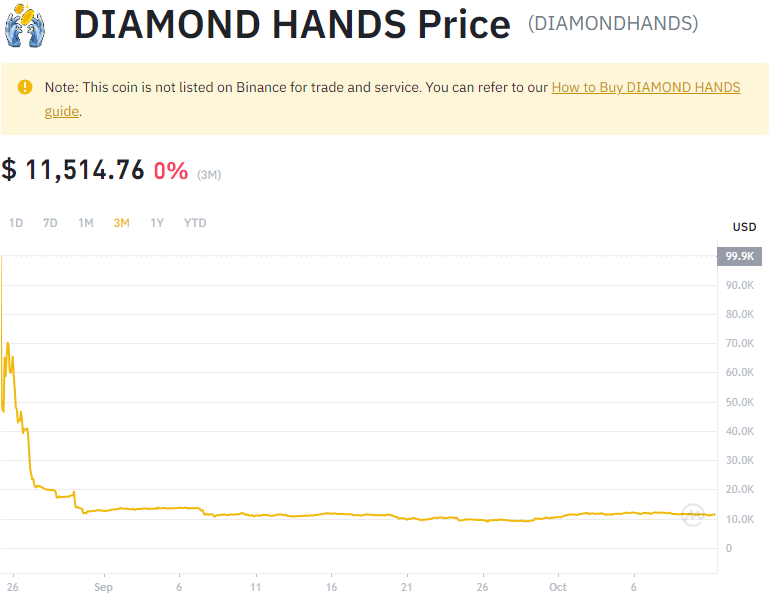 DIAMOND HANDS Price (DIAMONDHANDS)
Note: This coin is not listed on Binance for trade and service. You can refer to our How to Buy DIAMOND HANDS
guide.
$ 11,514.76 0% (3M)
1D 7D 1M 3M 1Y YTD
USD
99.9K
90.0K
80.0K
70.0K
60.0K
50.0K
40.0K
30.0K
20.0K
10.0K
0
26 Sep 6 11 16 21 26 Oct 6